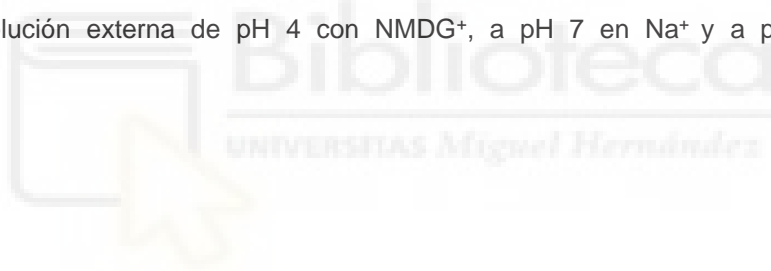 lución externa de pH 4 con NMDG⁺, a pH 7 en Na⁺ y a p
Biblioteca
UNIVERSITAS Miguel Hernández